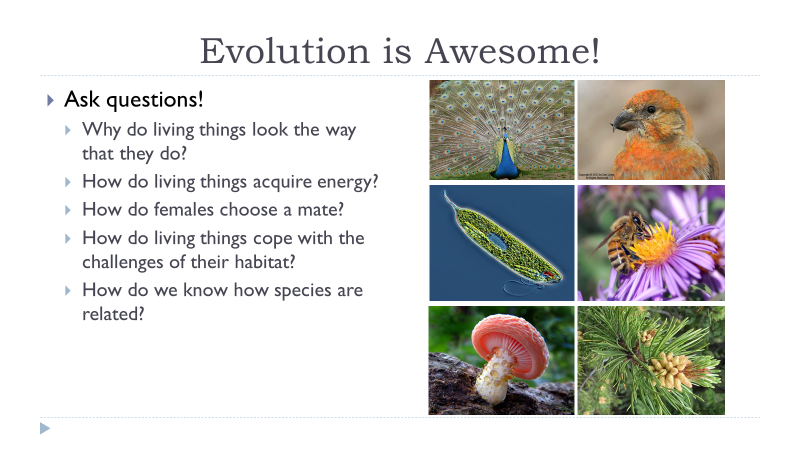 Evolution is Awesome!
Ask questions!
Why do living things look the way
that they do?
How do living things acquire energy?
How do females choose a mate?
How do living things cope with the
challenges of their habitat?
How do we know how species are
related?